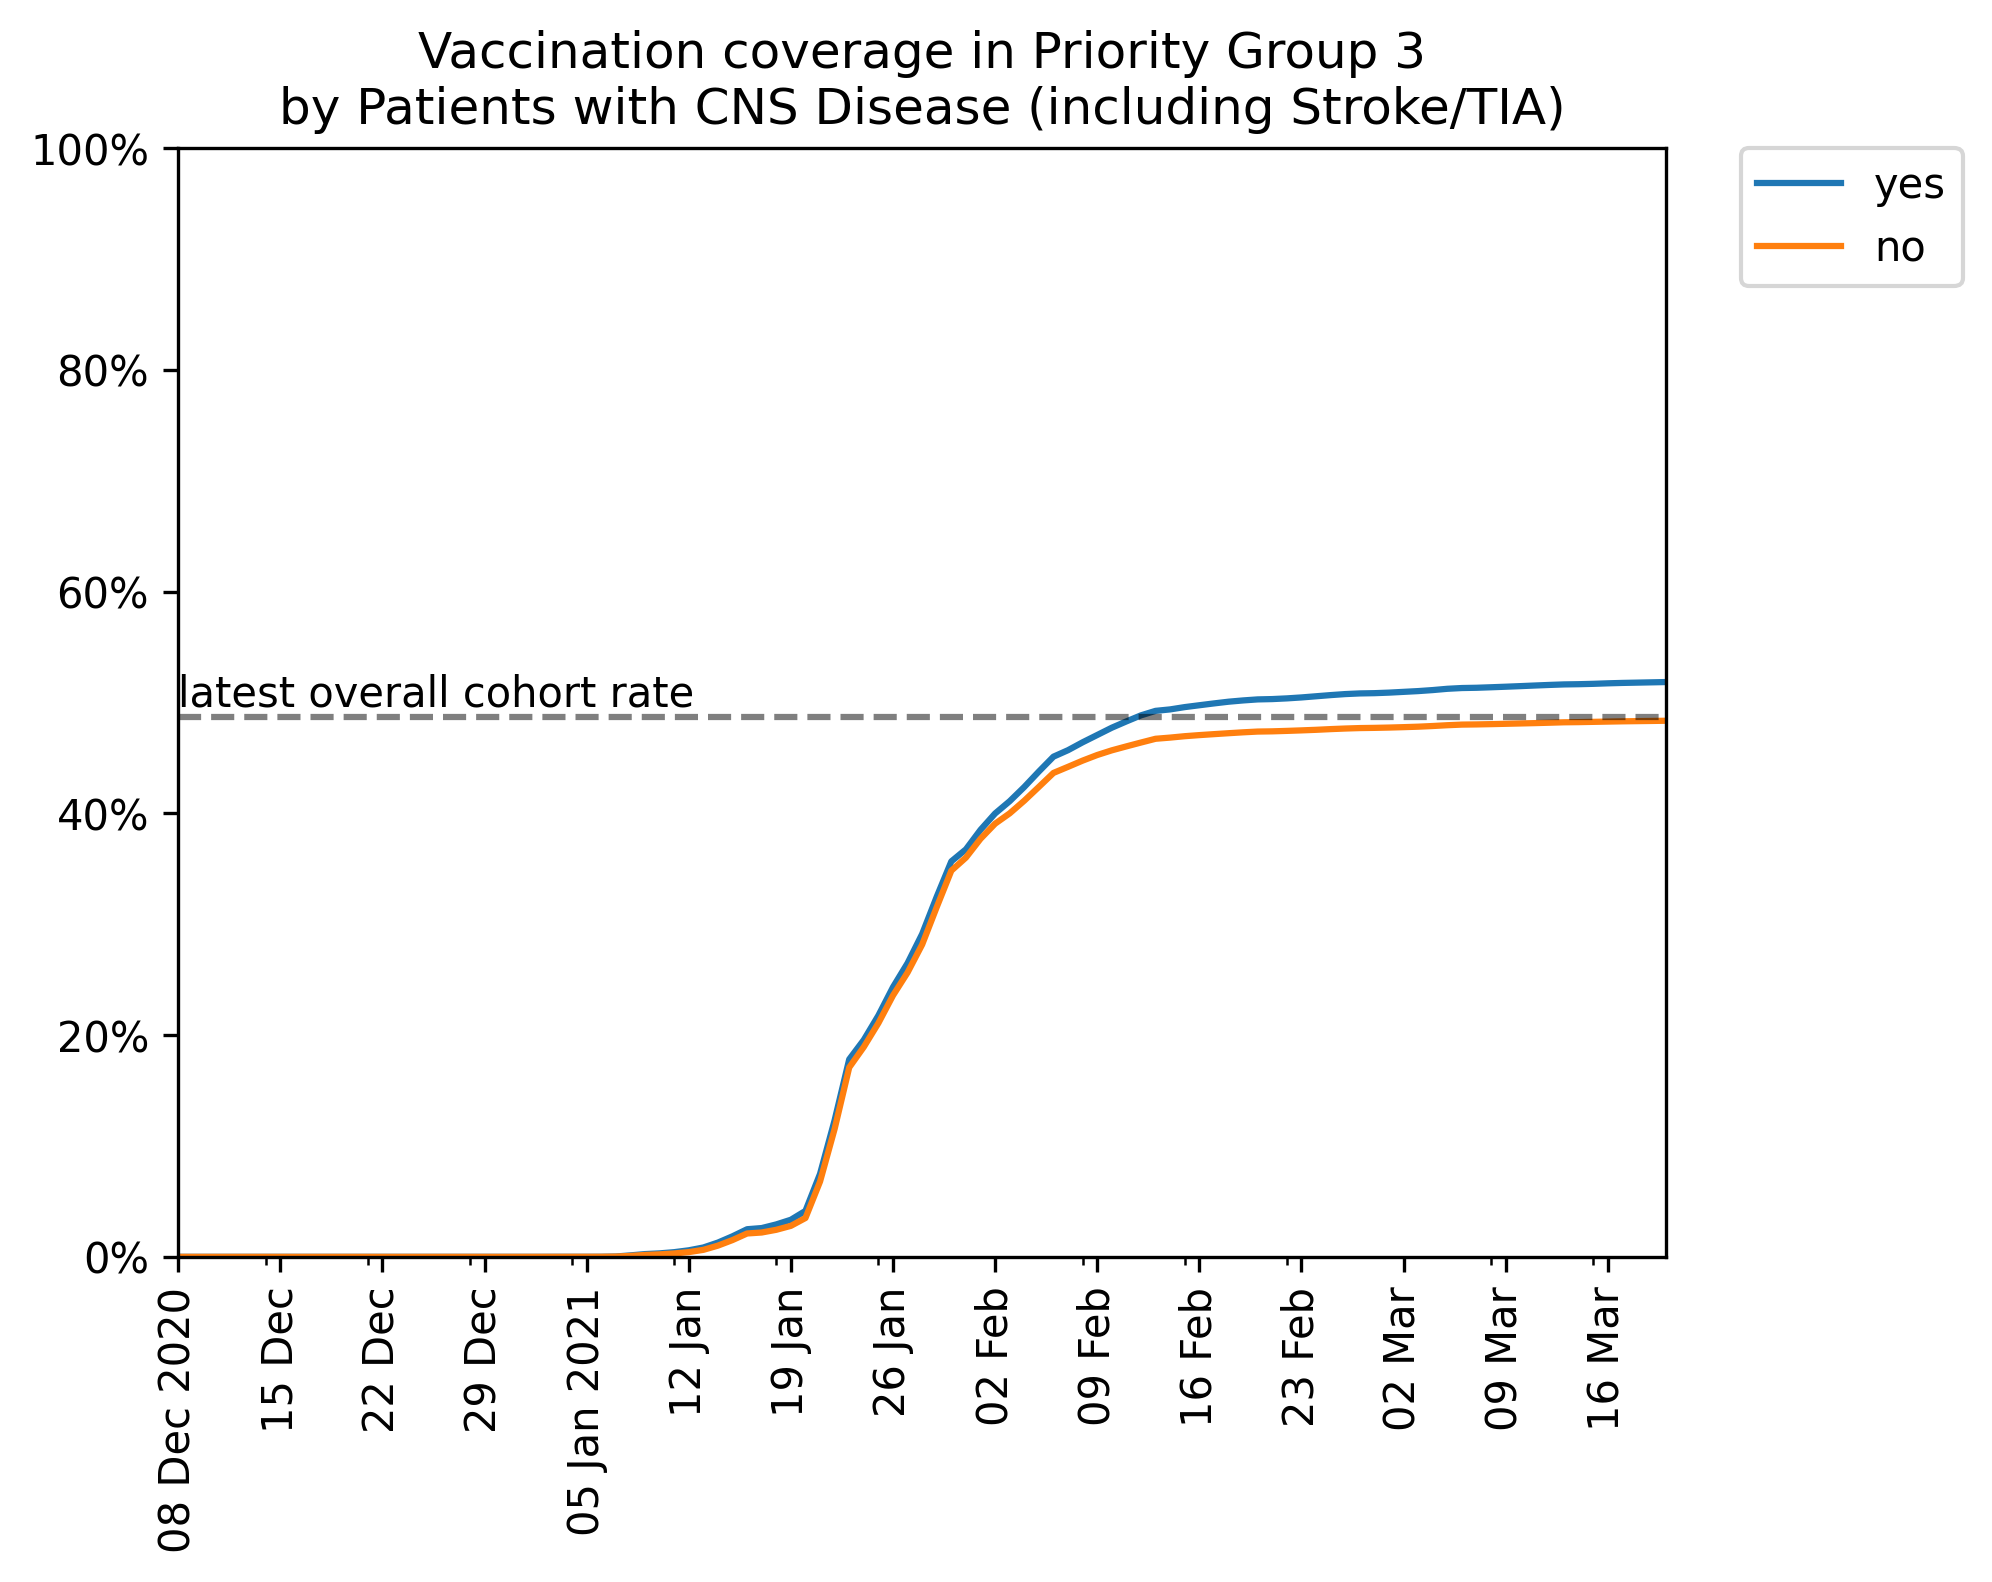 Vaccination coverage in Priority Group 3
by Patients with CNS Disease (including Stroke/TIA)
100%
80%
60%
40%
20%
0%
latest overall cohort rate
yes
no
08 Dec 2020
15 Dec
22 Dec
29 Dec
05 Jan 2021
12 Jan
19 Jan
26 Jan
02 Feb
09 Feb
16 Feb
23 Feb
02 Mar
09 Mar
16 Mar